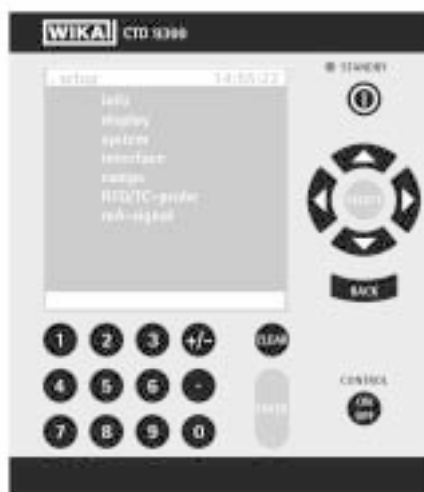 WIKA CTD 9300
setup 14:55:22
info
display
system
interface
ramps
RTD/TC-probe
mA-signal
STANDBY
SELECT
BACK
1 2 3 +/- CLEAR
4 5 6 ·
ENTER
CONTROL
ON
OFF
7 8 9 0